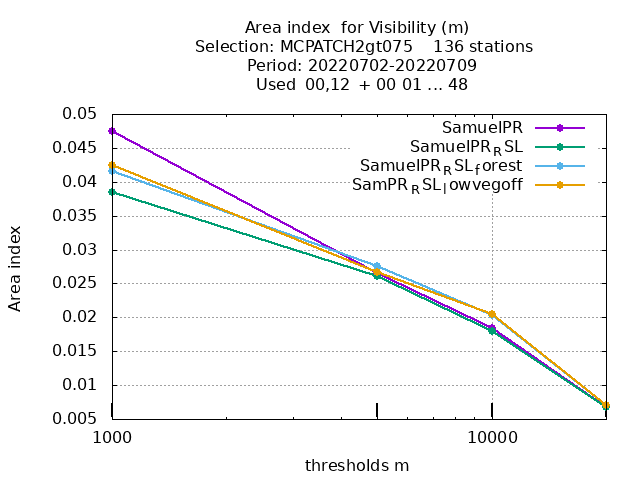 Area index  for Visibility (m)
Selection: MCPATCH2gt075    136 stations
Period: 20220702-20220709
Used  00,12  + 00 01 ... 48
0.05
0.045
0.04
0.035
0.03
0.025
0.02
0.015
0.01
0.005
Area index
SamuelPR
SamuelPR_RSL
SamuelPR_RSL_forest
SamPR_RSL_lowvegoff
1000
10000
thresholds m